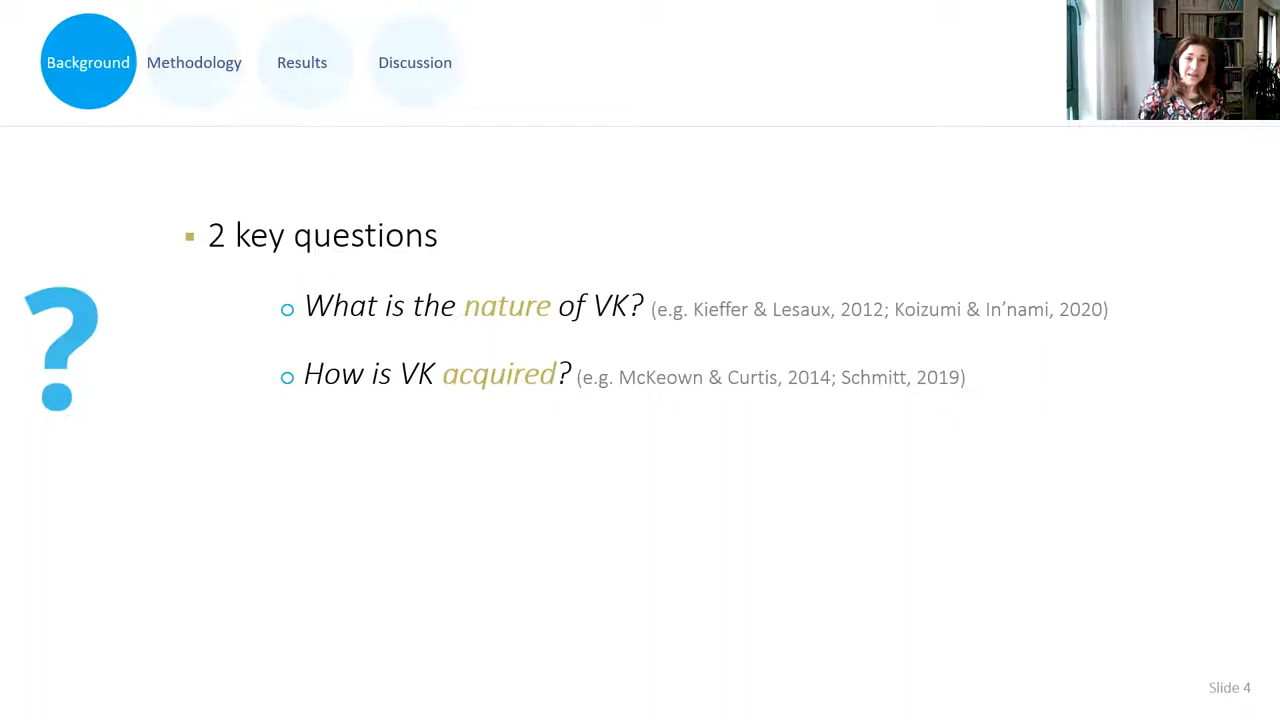 Background Methodology Results Discussion
2 key questions
What is the nature of VK? (e.g. Kieffer & Lesaux, 2012; Koizumi & In’nami, 2020)
How is VK acquired? (e.g. McKeown & Curtis, 2014; Schmitt, 2019)
?
Slide 4